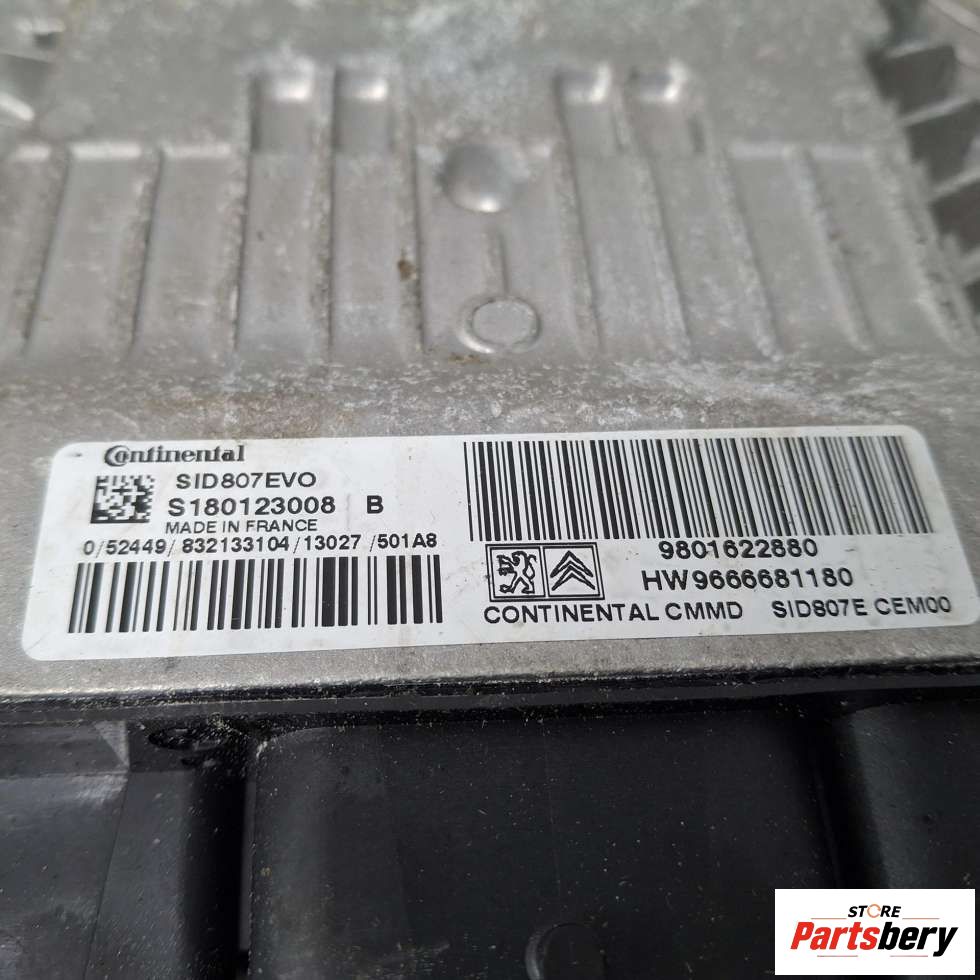 Continental
SID807EVO
S180123008 B
MADE IN FRANCE
0/52449/832133104/13027/501A8
9801622880
HW9666681180
CONTINENTAL CMMD SID807E CEM00
STORE
Partsbery